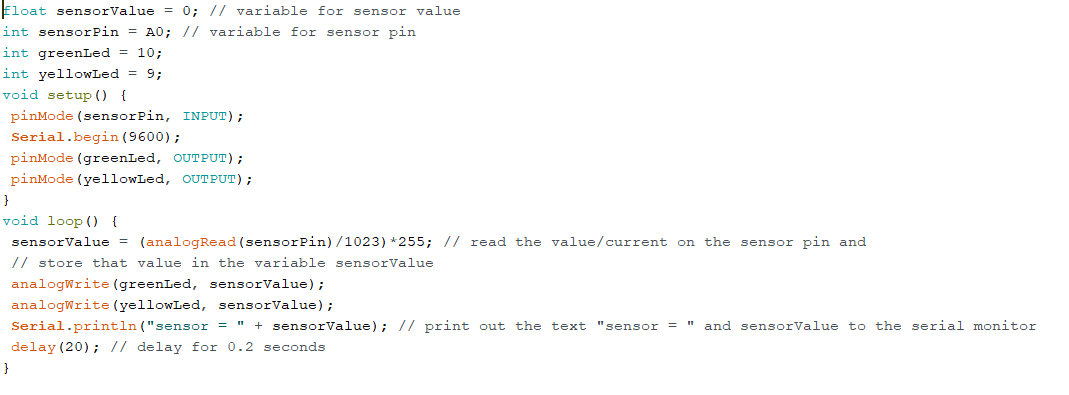 float sensorValue = 0; // variable for sensor value
int sensorPin = A0; // variable for sensor pin
int greenLed = 10;
int yellowLed = 9;
void setup() {
 pinMode(sensorPin, INPUT);
 Serial.begin(9600);
 pinMode(greenLed, OUTPUT);
 pinMode(yellowLed, OUTPUT);
}
void loop() {
 sensorValue = (analogRead(sensorPin)/1023)*255; // read the value/current on the sensor pin and
 // store that value in the variable sensorValue
 analogWrite(greenLed, sensorValue);
 analogWrite(yellowLed, sensorValue);
 Serial.println("sensor = " + sensorValue); // print out the text "sensor = " and sensorValue to the serial monitor
 delay(20); // delay for 0.2 seconds
}